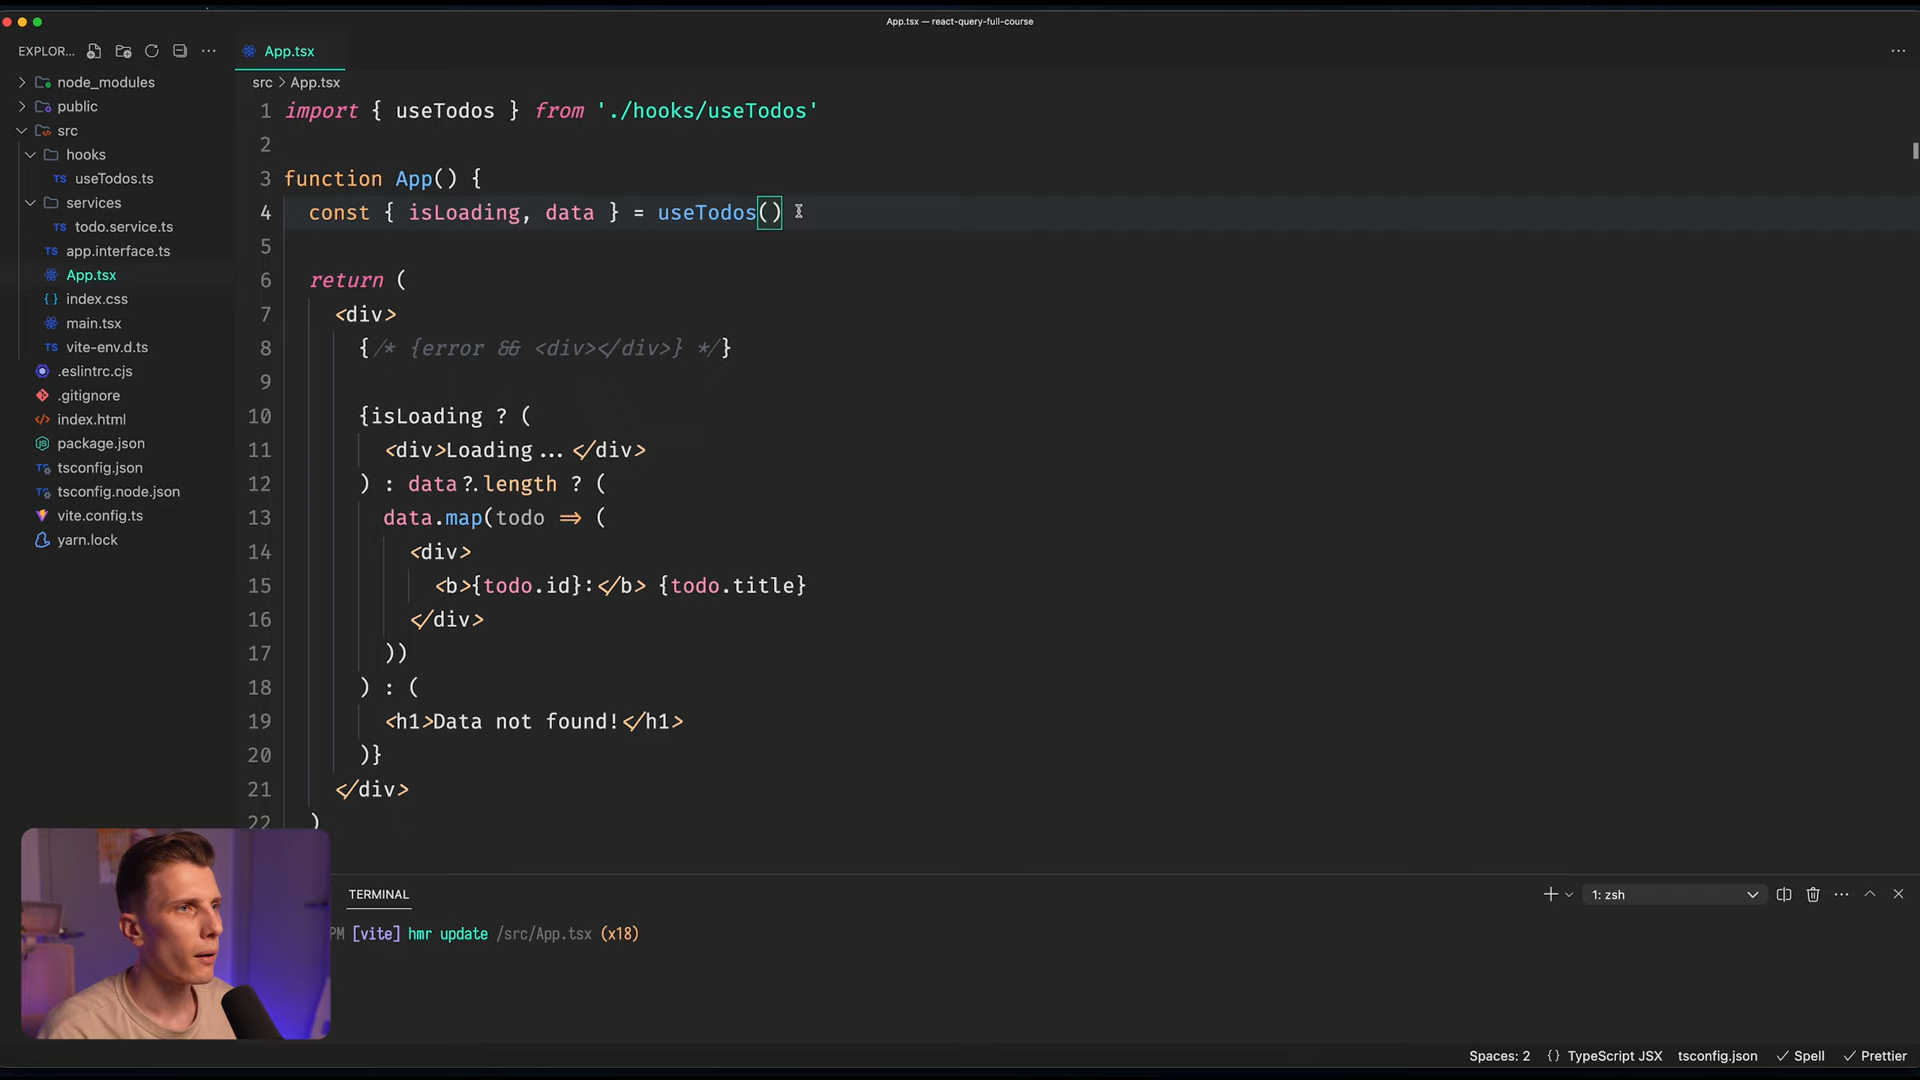 App.tsx — react-query-full-course
EXPLOR...
App.tsx
node_modules
public
src
hooks
useTodos.ts
services
todo.service.ts
app.interface.ts
App.tsx
index.css
main.tsx
vite-env.d.ts
.eslintrc.cjs
.gitignore
index.html
package.json
tsconfig.json
tsconfig.node.json
vite.config.ts
yarn.lock
src > App.tsx
1 import { useTodos } from './hooks/useTodos'
2
3 function App() {
4 const { isLoading, data } = useTodos()
5
6 return (
7 <div>
8 {/* {error && <div></div>} */}
9
10 {isLoading ? (
11 <div>Loading...</div>
12 ) : data?.length ? (
13 data.map(todo => (
14 <div>
15 <b>{todo.id}:</b> {todo.title}
16 </div>
17 ))
18 ) : (
19 <h1>Data not found!</h1>
20 )}
21 </div>
22 )
TERMINAL
1: zsh
PM [vite] hmr update /src/App.tsx (x18)
Spaces: 2 {} TypeScript JSX tsconfig.json ✓ Spell ✓ Prettier